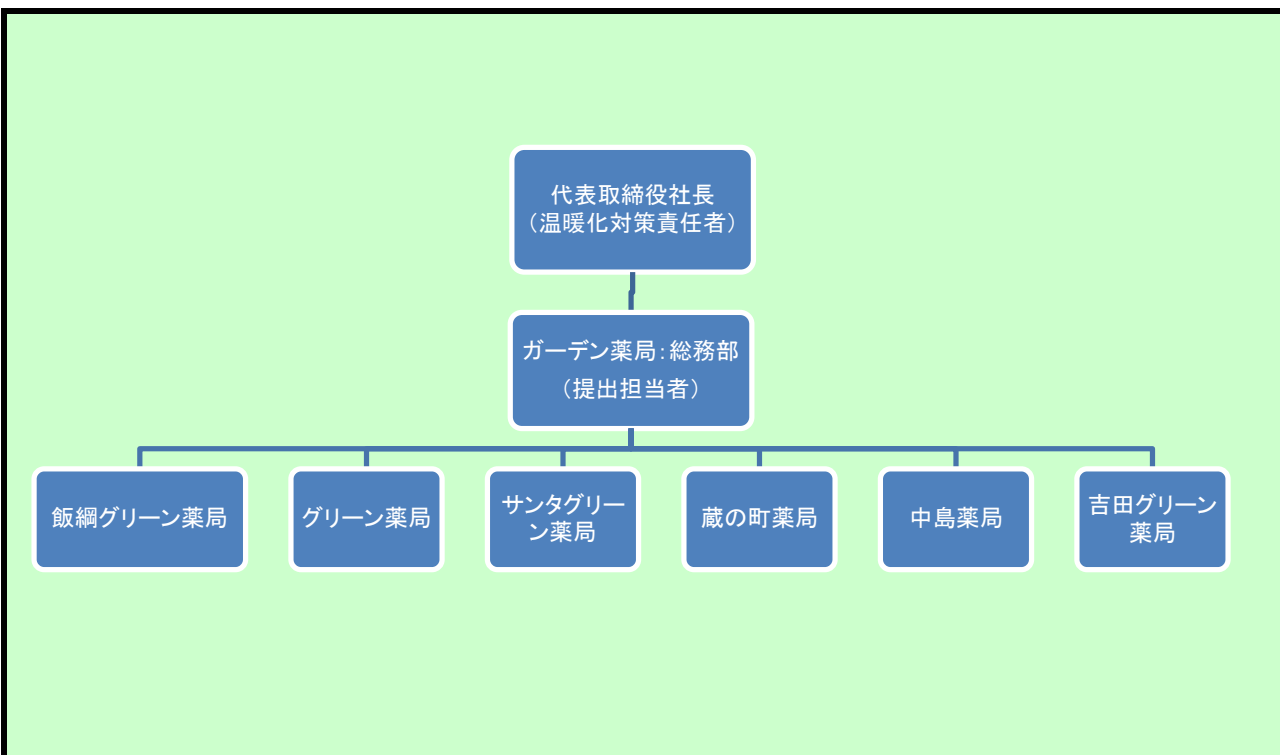 代表取締役社長
（温暖化対策責任者）
ガーデン薬局：総務部
（提出担当者）
飯綱グリーン薬局
グリーン薬局
サンタグリー
ン薬局
蔵の町薬局
中島薬局
吉田グリーン
薬局